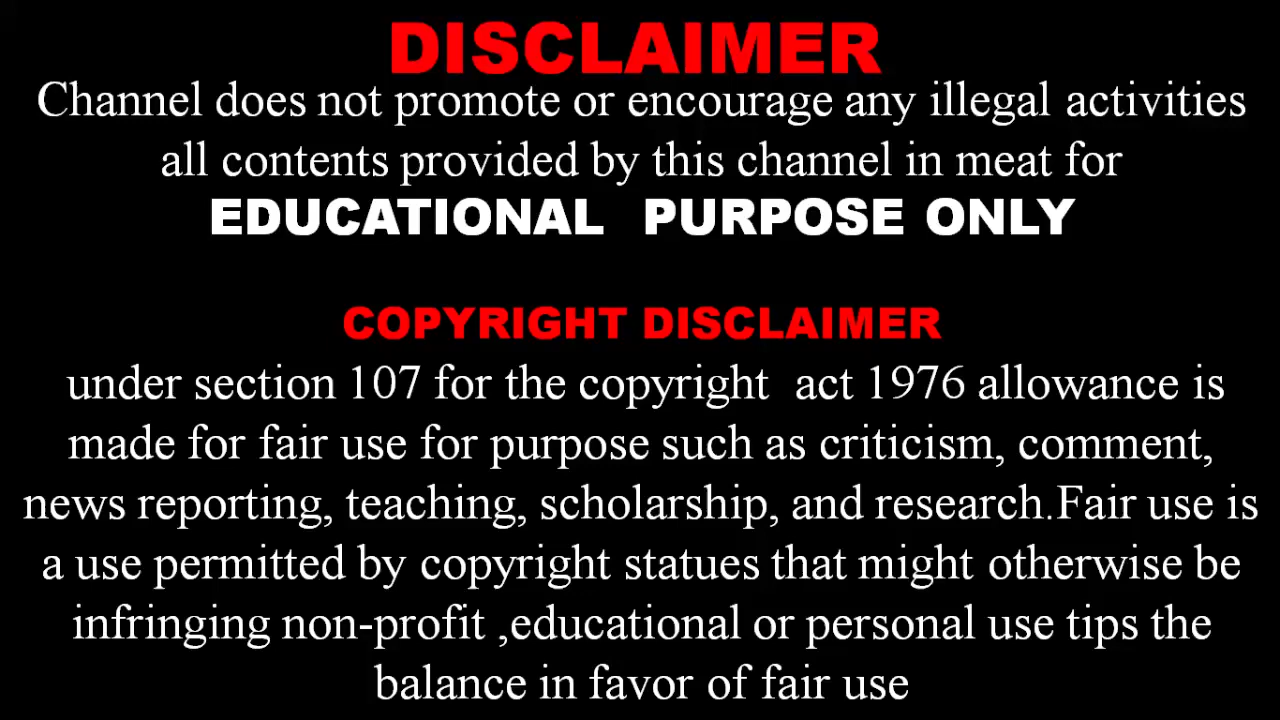 DISCLAIMER
Channel does not promote or encourage any illegal activities
all contents provided by this channel in meat for
EDUCATIONAL PURPOSE ONLY
COPYRIGHT DISCLAIMER
under section 107 for the copyright act 1976 allowance is
made for fair use for purpose such as criticism, comment,
news reporting, teaching, scholarship, and research.Fair use is
a use permitted by copyright statues that might otherwise be
infringing non-profit ,educational or personal use tips the
balance in favor of fair use